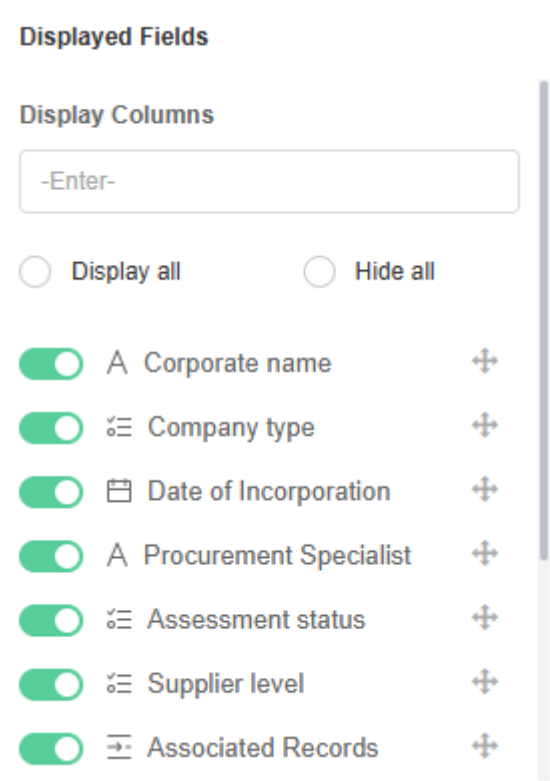 Displayed Fields
Display Columns
-Enter-
Display all Hide all
Corporate name
Company type
Date of Incorporation
Procurement Specialist
Assessment status
Supplier level
Associated Records